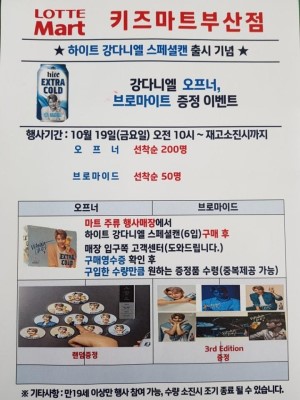 LOTTE Mart 키즈마트부산점
★ 하이트 강다니엘 스페셜캔 출시 기념 ★
hite
EXTRA COLD
강다니엘 오프너,
브로마이드 증정 이벤트
행사기간 : 10월 19일(금요일) 오전 10시 ~ 재고소진시까지
오 프 너 선착순 200명
브 로 마 이 드 선착순 50명
오프너 브로마이드
마트 주류 행사매장에서
하이트 강다니엘 스페셜캔(6입)구매 후
매장 입구쪽 고객센터(도와드립니다.)
구매영수증 확인 후
구입한 수량만큼 원하는 증정품 수령(중복제공 가능)
EXTRA COLD
랜덤증정
3rd Edition
증정
※ 기타사항 : 만19세 이상만 행사 참여 가능, 수량 소진시 조기 종료 될 수 있습니다.